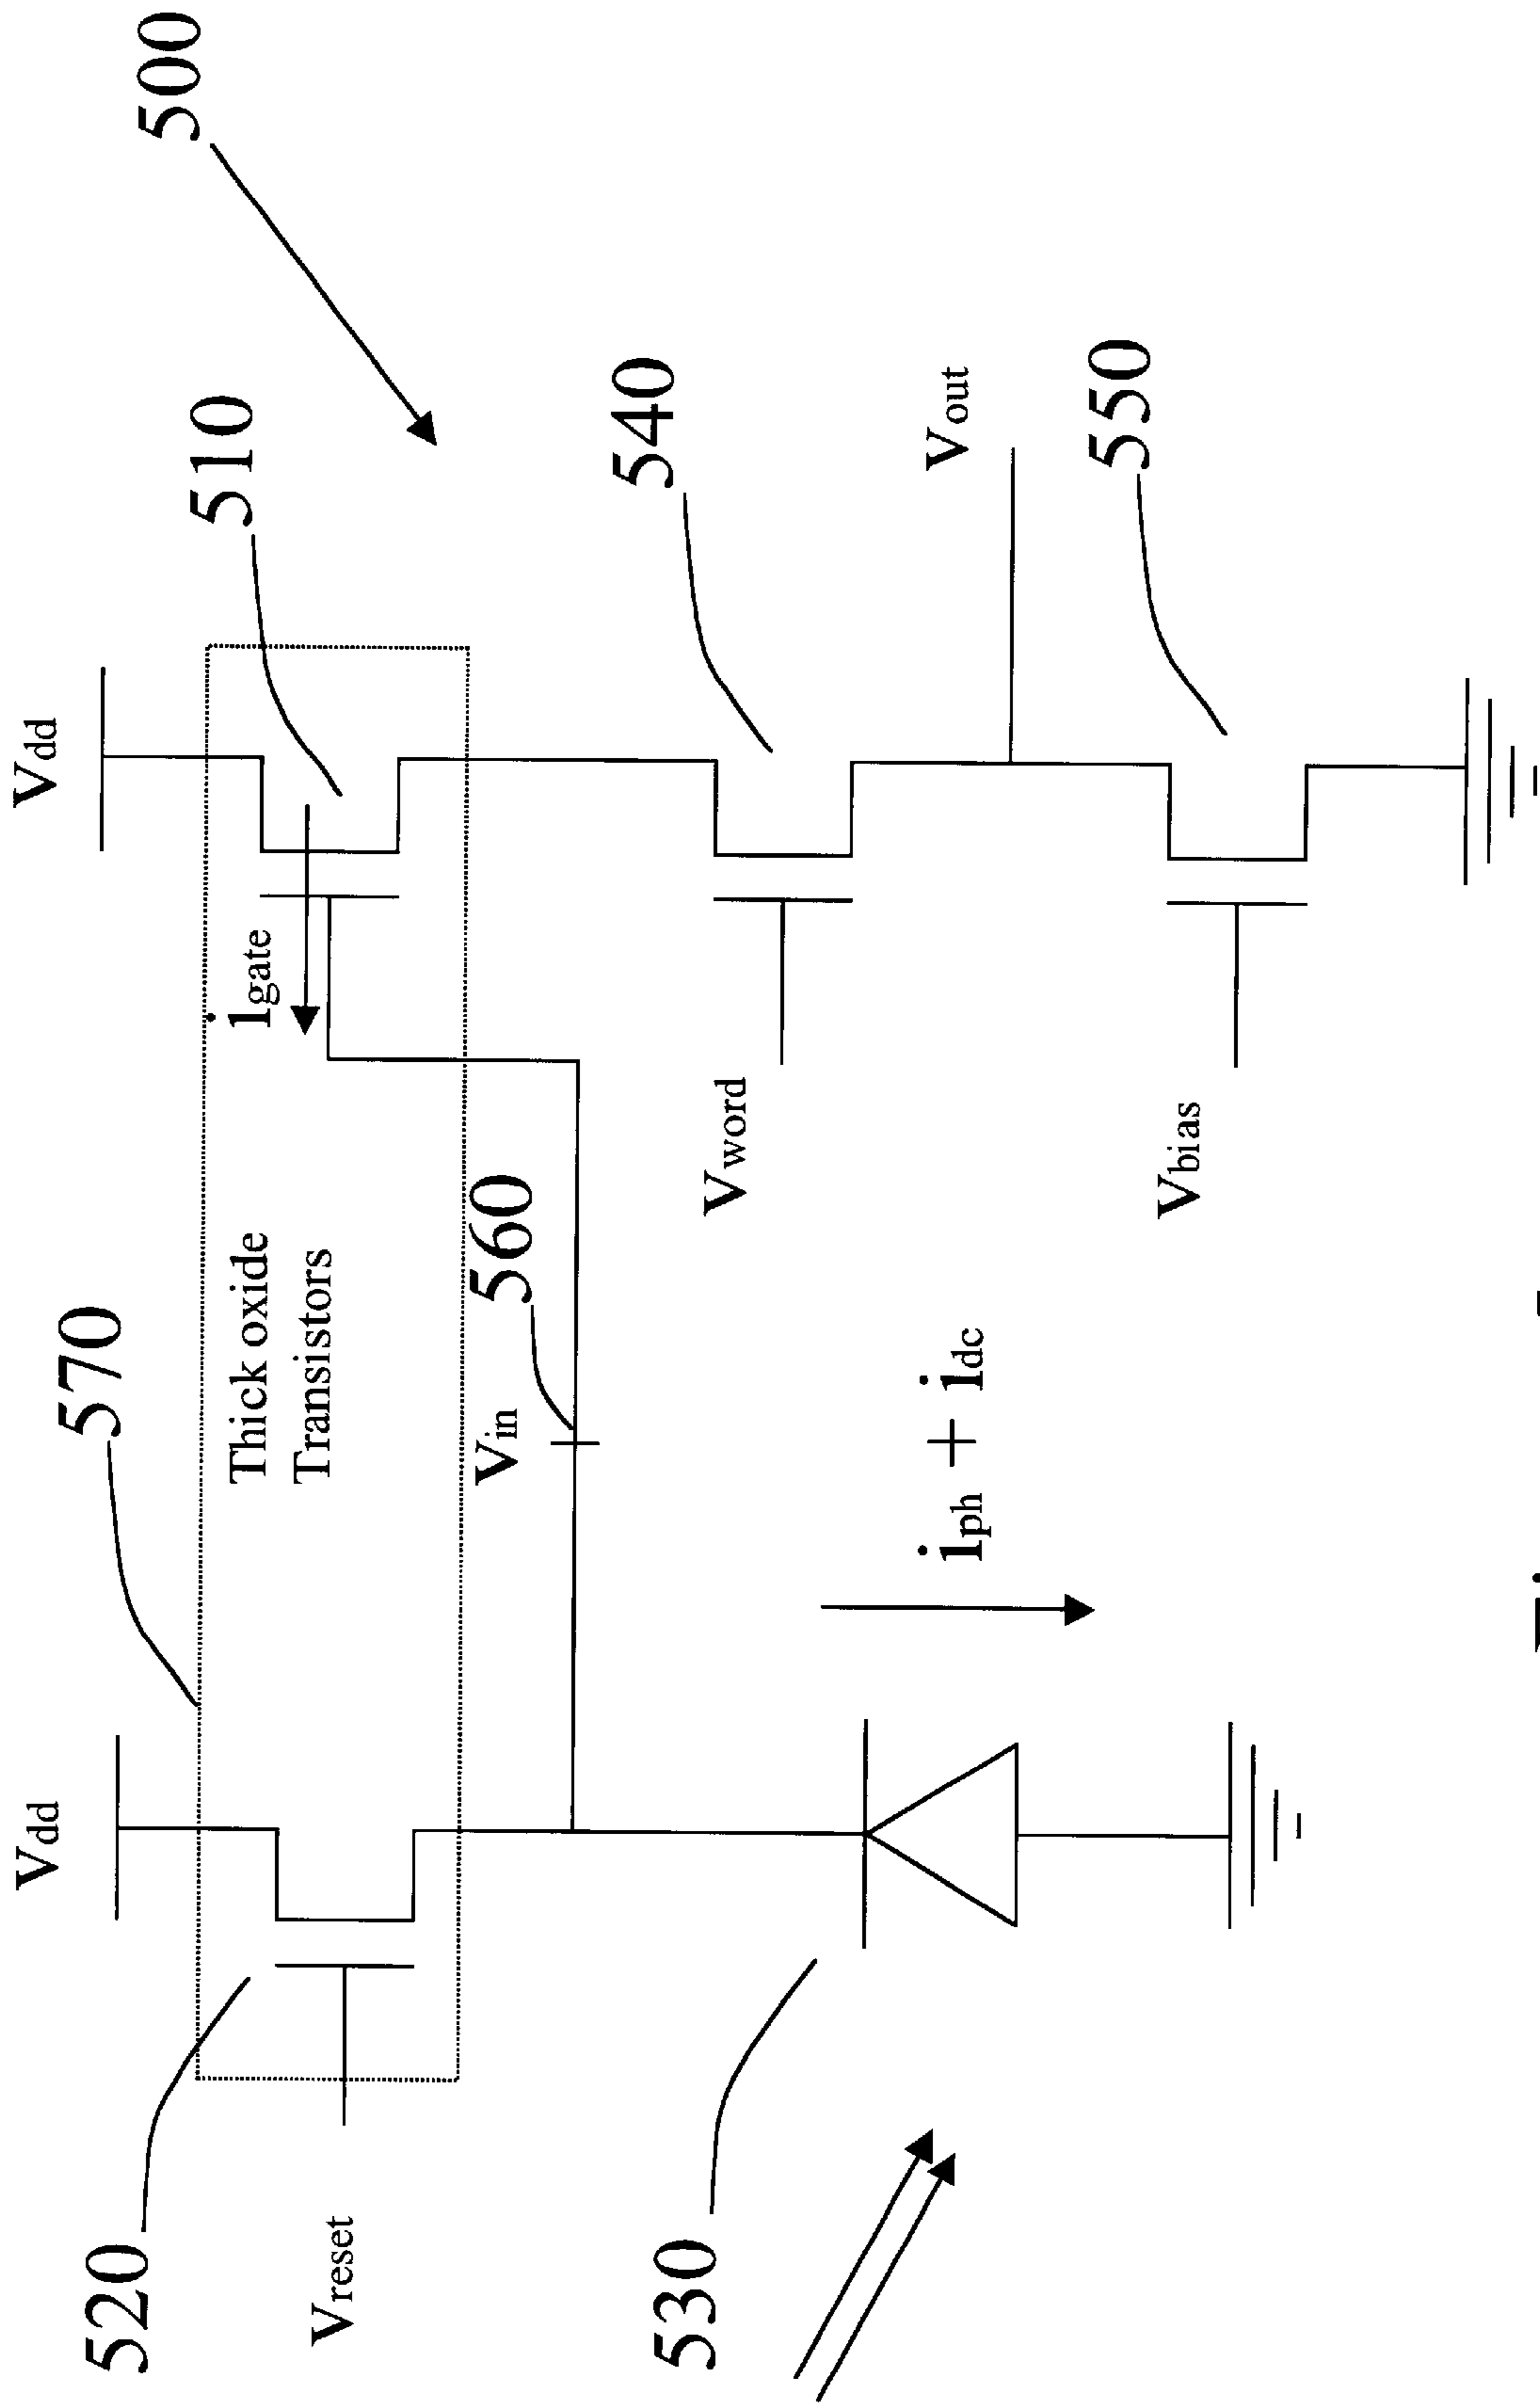 500
570
510
Vdd
Vdd
520
Thick oxide
Transistors
igate
Vreset
Vin
560
540
Vword
530
iph + idc
Vout
550
Vbias